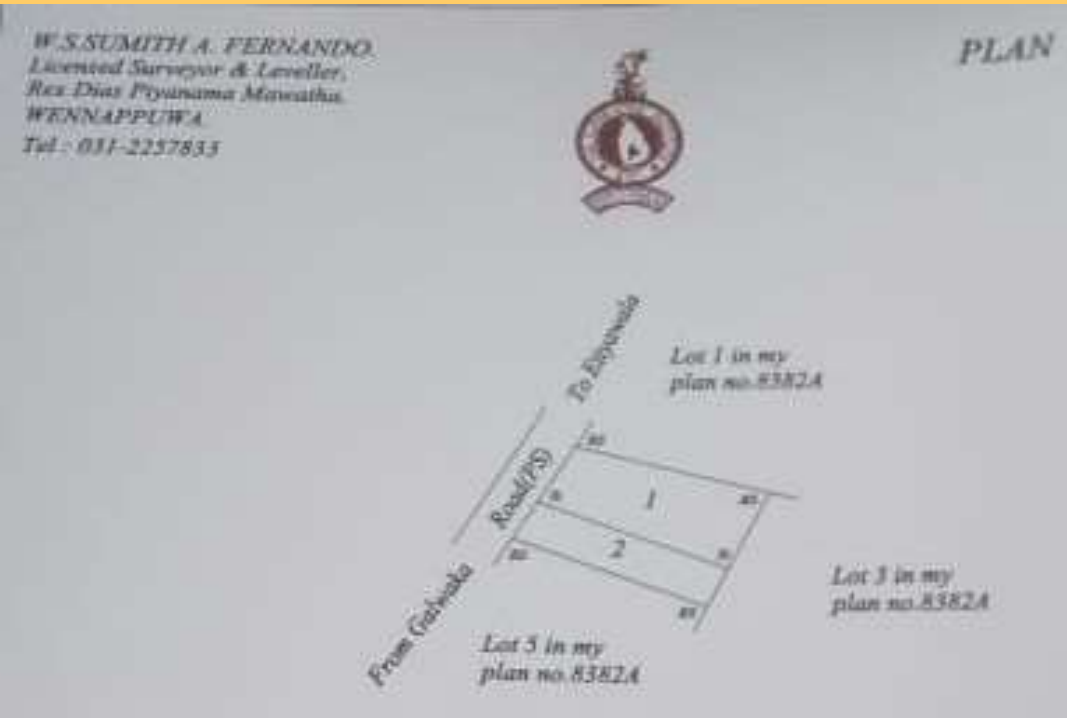 W.S.SUMITH A. FERNANDO.
Licensed Surveyor & Leveller,
Rex Dias Piyanama Mawatha,
WENNAPPUWA
Tel : 031-2257833
PLAN
To
Lot 1 in my
plan no.8382A
Road(PS)
1
2
Lot 3 in my
plan no.8382A
From Galwaka
Lot 5 in my
plan no.8382A